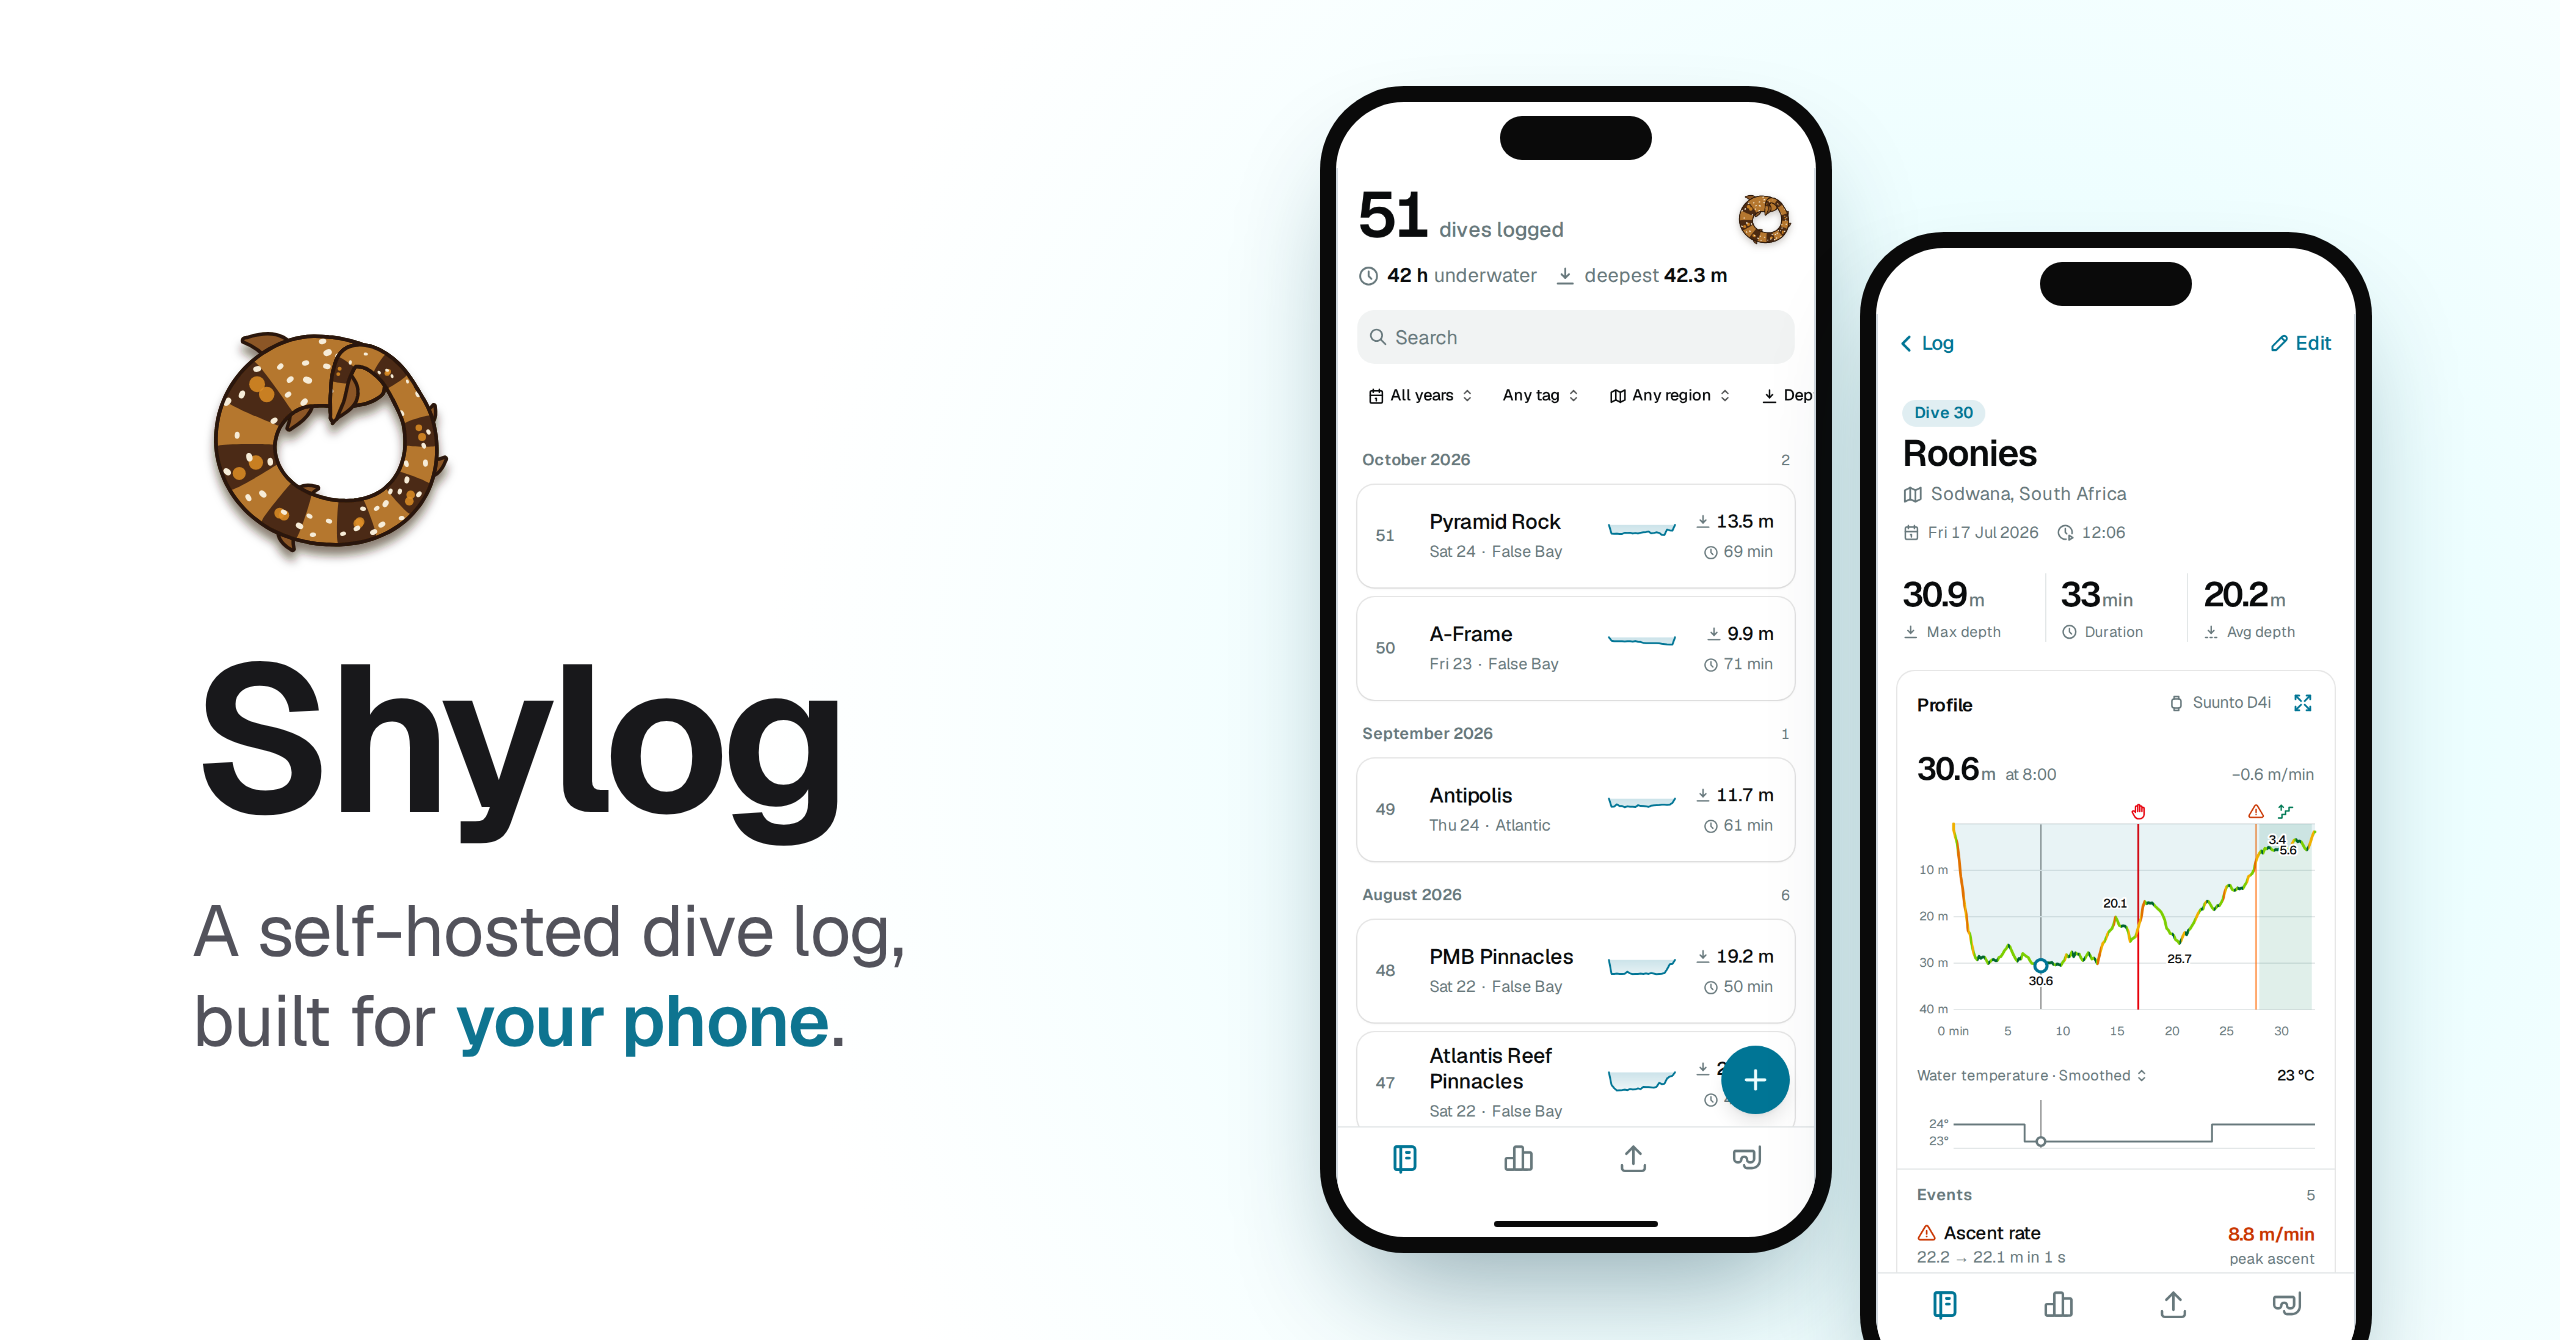 Shylog
A self-hosted dive log,
built for your phone.
51 dives logged
42 h underwater deepest 42.3 m
Search
All years Any tag Any region Dep
October 2026 2
51 Pyramid Rock 13.5 m
Sat 24 · False Bay 69 min
50 A-Frame 9.9 m
Fri 23 · False Bay 71 min
September 2026 1
49 Antipolis 11.7 m
Thu 24 · Atlantic 61 min
August 2026 6
48 PMB Pinnacles 19.2 m
Sat 22 · False Bay 50 min
47 Atlantis Reef
Pinnacles
Sat 22 · False Bay
Log Edit
Dive 30
Roonies
Sodwana, South Africa
Fri 17 Jul 2026 12:06
30.9 m 33 min 20.2 m
Max depth Duration Avg depth
Profile Suunto D4i
30.6 m at 8:00 −0.6 m/min
3.4
5.6
10 m
20.1
20 m
25.7
30 m
30.6
40 m
0 min 5 10 15 20 25 30
Water temperature · Smoothed 23 °C
24°
23°
Events 5
Ascent rate 8.8 m/min
22.2 → 22.1 m in 1 s peak ascent